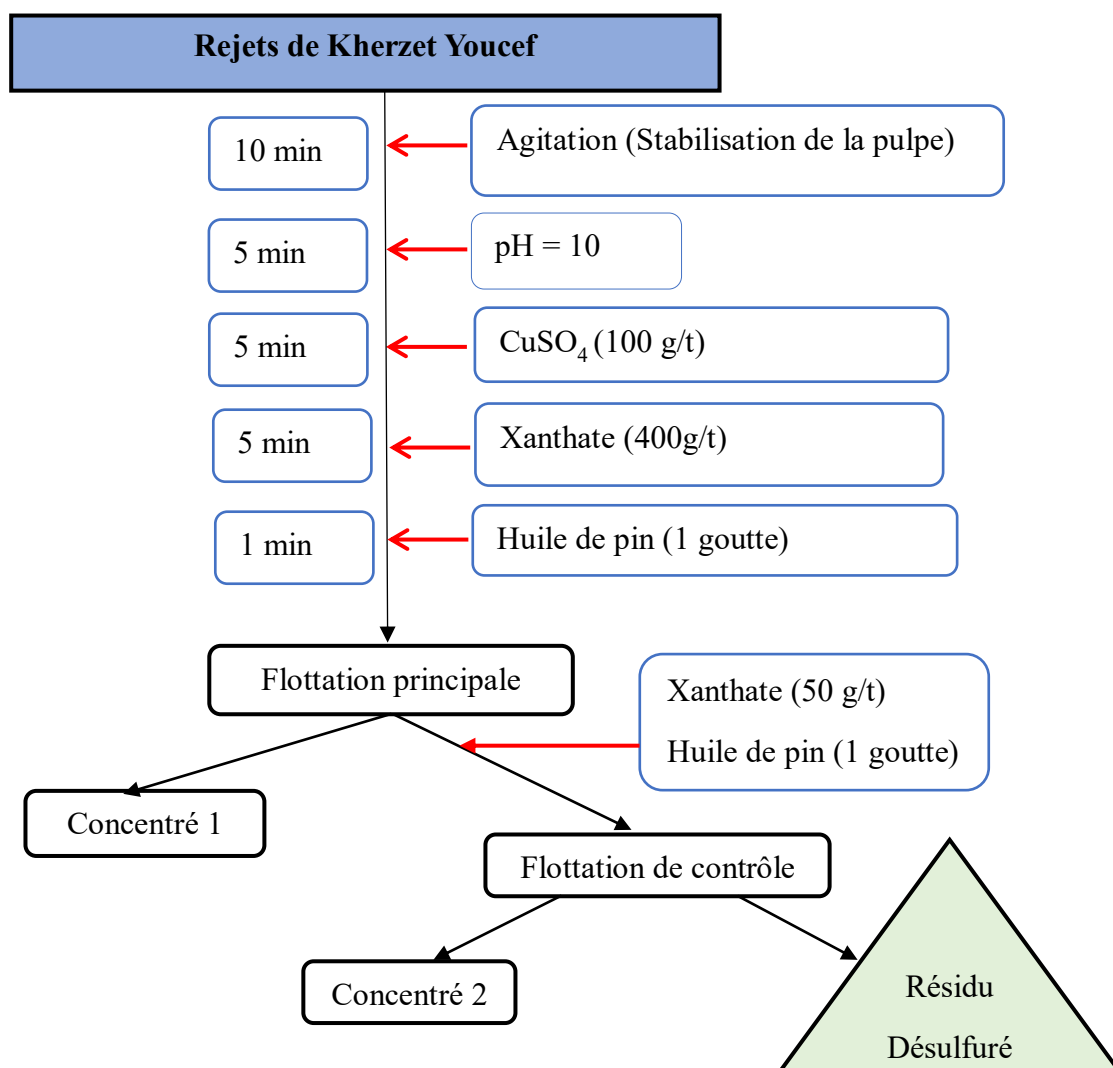 Rejets de Kherzet Youcef
10 min
Agitation (Stabilisation de la pulpe)
5 min
pH = 10
5 min
CuSO₄ (100 g/t)
5 min
Xanthate (400g/t)
1 min
Huile de pin (1 goutte)
Flottation principale
Xanthate (50 g/t)
Huile de pin (1 goutte)
Concentré 1
Flottation de contrôle
Concentré 2
Résidu
Désulfuré